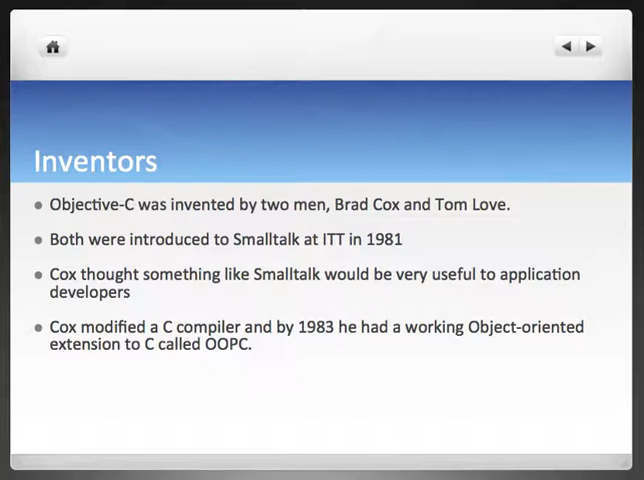 Inventors
Objective-C was invented by two men, Brad Cox and Tom Love.
Both were introduced to Smalltalk at ITT in 1981
Cox thought something like Smalltalk would be very useful to application
developers
Cox modified a C compiler and by 1983 he had a working Object-oriented
extension to C called OOPC.